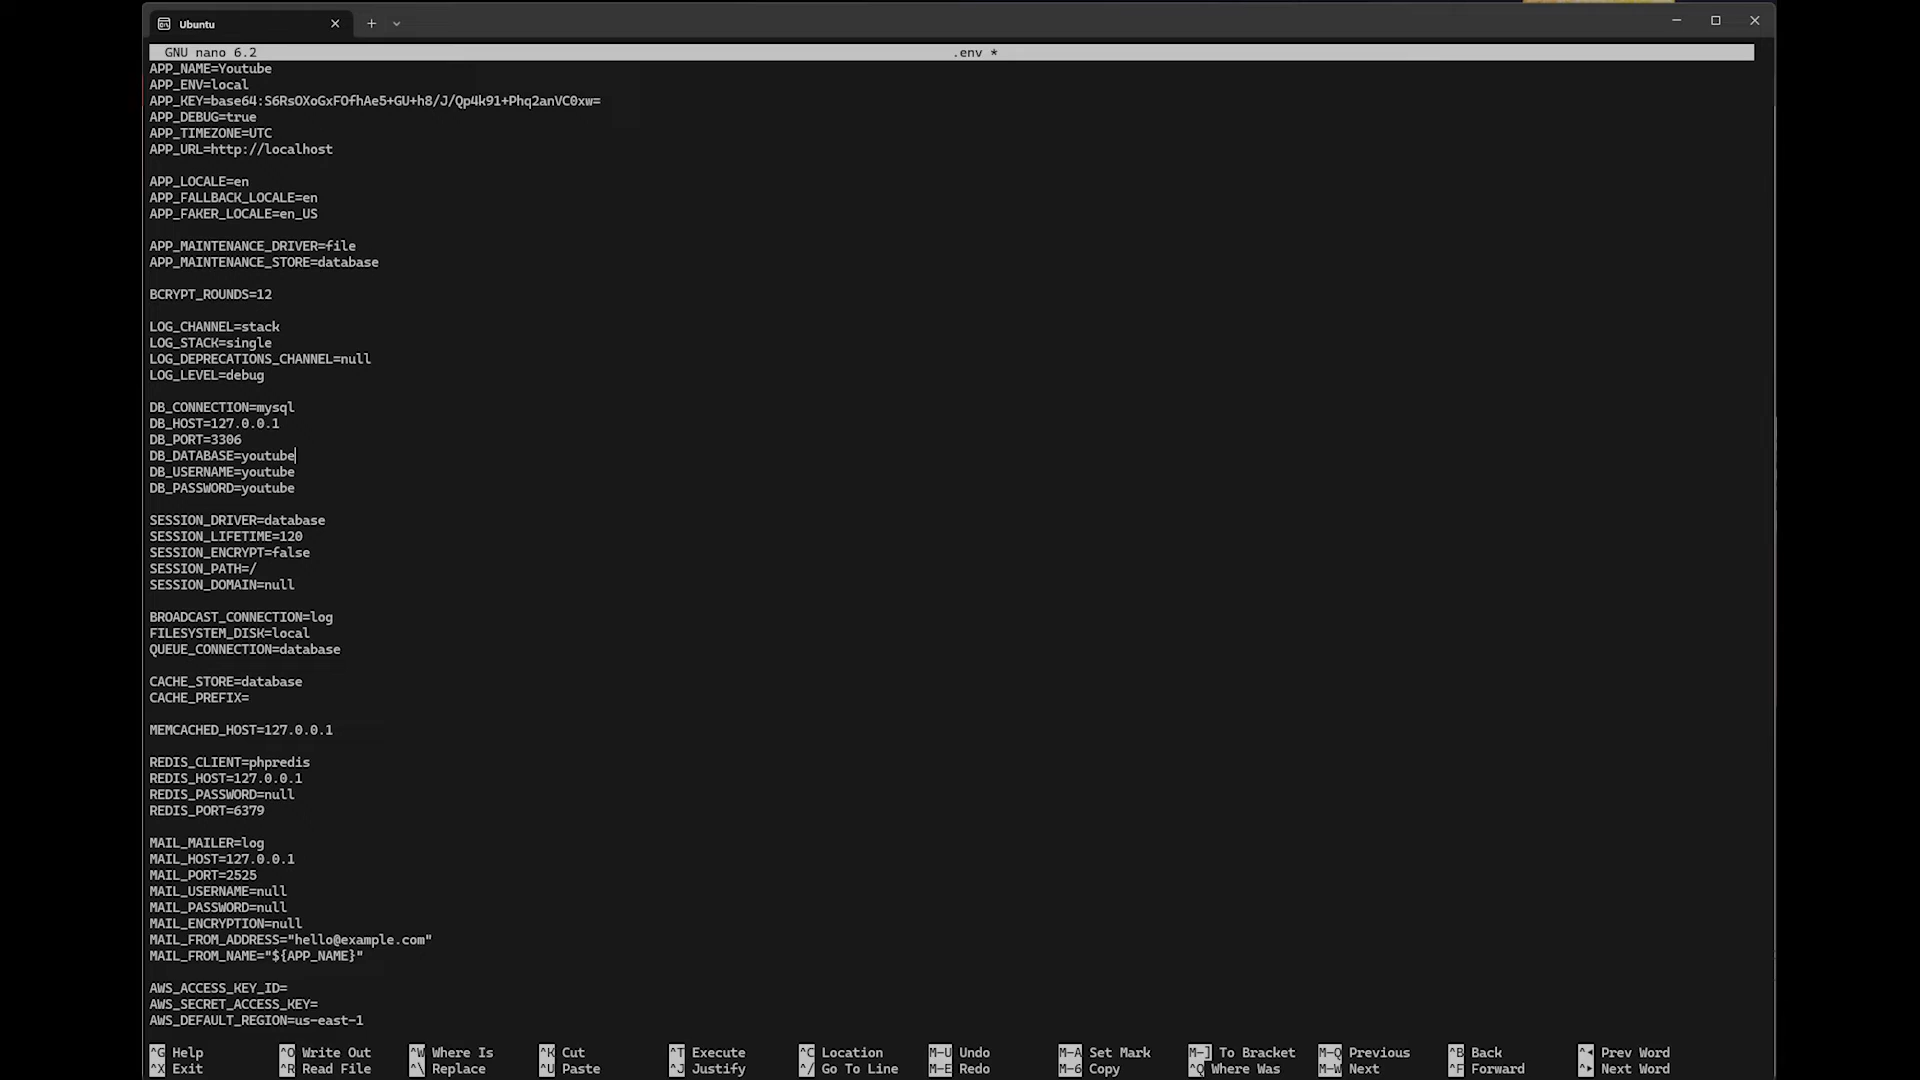 Ubuntu
GNU nano 6.2 .env *
APP_NAME=Youtube
APP_ENV=local
APP_KEY=base64:S6RsOXoGxFOfhAe5+GU+h8/J/Qp4k91+Phq2anVC0xw=
APP_DEBUG=true
APP_TIMEZONE=UTC
APP_URL=http://localhost
APP_LOCALE=en
APP_FALLBACK_LOCALE=en
APP_FAKER_LOCALE=en_US
APP_MAINTENANCE_DRIVER=file
APP_MAINTENANCE_STORE=database
BCRYPT_ROUNDS=12
LOG_CHANNEL=stack
LOG_STACK=single
LOG_DEPRECATIONS_CHANNEL=null
LOG_LEVEL=debug
DB_CONNECTION=mysql
DB_HOST=127.0.0.1
DB_PORT=3306
DB_DATABASE=youtube
DB_USERNAME=youtube
DB_PASSWORD=youtube
SESSION_DRIVER=database
SESSION_LIFETIME=120
SESSION_ENCRYPT=false
SESSION_PATH=/
SESSION_DOMAIN=null
BROADCAST_CONNECTION=log
FILESYSTEM_DISK=local
QUEUE_CONNECTION=database
CACHE_STORE=database
CACHE_PREFIX=
MEMCACHED_HOST=127.0.0.1
REDIS_CLIENT=phpredis
REDIS_HOST=127.0.0.1
REDIS_PASSWORD=null
REDIS_PORT=6379
MAIL_MAILER=log
MAIL_HOST=127.0.0.1
MAIL_PORT=2525
MAIL_USERNAME=null
MAIL_PASSWORD=null
MAIL_ENCRYPTION=null
MAIL_FROM_ADDRESS="hello@example.com"
MAIL_FROM_NAME="${APP_NAME}"
AWS_ACCESS_KEY_ID=
AWS_SECRET_ACCESS_KEY=
AWS_DEFAULT_REGION=us-east-1
^G Help ^O Write Out ^W Where Is ^K Cut ^T Execute ^C Location M-U Undo M-A Set Mark M-] To Bracket M-Q Previous ^B Back ^◂ Prev Word
^X Exit ^R Read File ^\ Replace ^U Paste ^J Justify ^/ Go To Line M-E Redo M-6 Copy ^Q Where Was M-W Next ^F Forward ^▸ Next Word